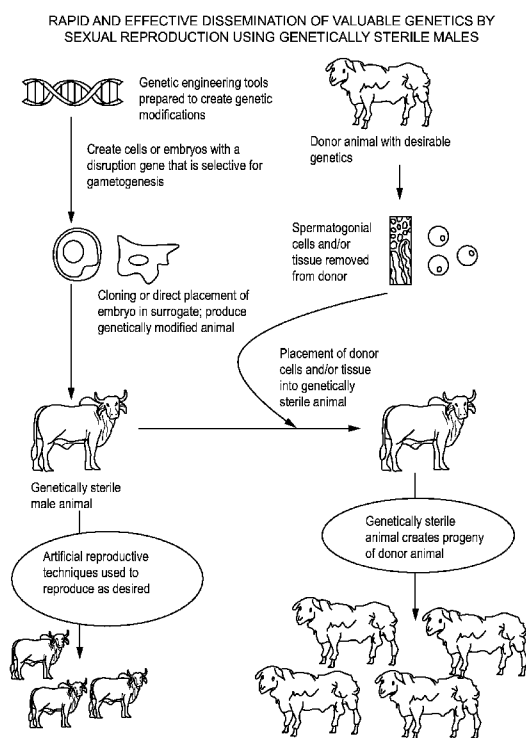 RAPID AND EFFECTIVE DISSEMINATION OF VALUABLE GENETICS BY
SEXUAL REPRODUCTION USING GENETICALLY STERILE MALES
Genetic engineering tools
prepared to create genetic
modifications
Donor animal with desirable
genetics
Create cells or embryos with a
disruption gene that is selective for
gametogenesis
Spermatogonial
cells and/or
tissue removed
from donor
Cloning or direct placement of
embryo in surrogate; produce
genetically modified animal
Placement of donor
cells and/or tissue
into genetically
sterile animal
Genetically sterile
male animal
Genetically sterile
animal creates progeny
of donor animal
Artificial reproductive
techniques used to
reproduce as desired